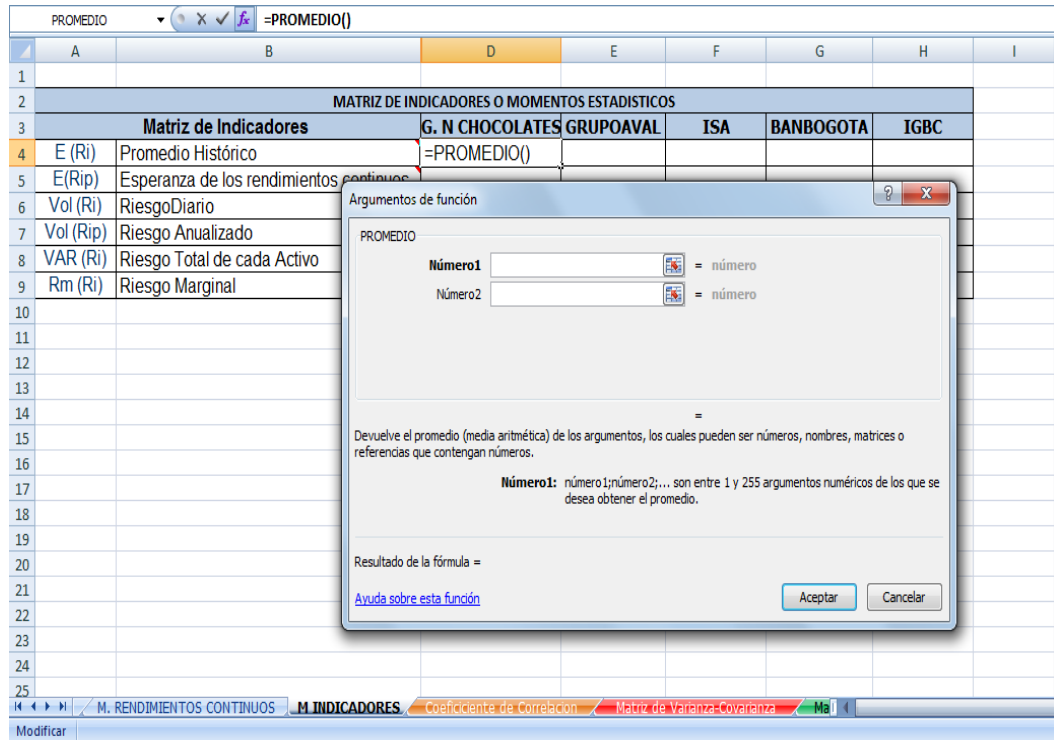 PROMEDIO =PROMEDIO()
A B D E F G H I
1
2 MATRIZ DE INDICADORES O MOMENTOS ESTADISTICOS
3 Matriz de Indicadores G. N CHOCOLATES GRUPOAVAL ISA BANBOGOTA IGBC
4 E (Ri) Promedio Histórico =PROMEDIO()
5 E(Rip) Esperanza de los rendimientos continuos
6 Vol (Ri) RiesgoDiario
7 Vol (Rip) Riesgo Anualizado
8 VAR (Ri) Riesgo Total de cada Activo
9 Rm (Ri) Riesgo Marginal
10
11
12
13
14
15
16
17
18
19
20
21
22
23
24
25
Argumentos de función
PROMEDIO
Número1 = número
Número2 = número
=
Devuelve el promedio (media aritmética) de los argumentos, los cuales pueden ser números, nombres, matrices o
referencias que contengan números.
Número1: número1;número2;... son entre 1 y 255 argumentos numéricos de los que se
desea obtener el promedio.
Resultado de la fórmula =
Ayuda sobre esta función Aceptar Cancelar
M. RENDIMIENTOS CONTINUOS M INDICADORES Coeficiciente de Correlacion Matriz de Varianza-Covarianza Mat
Modificar